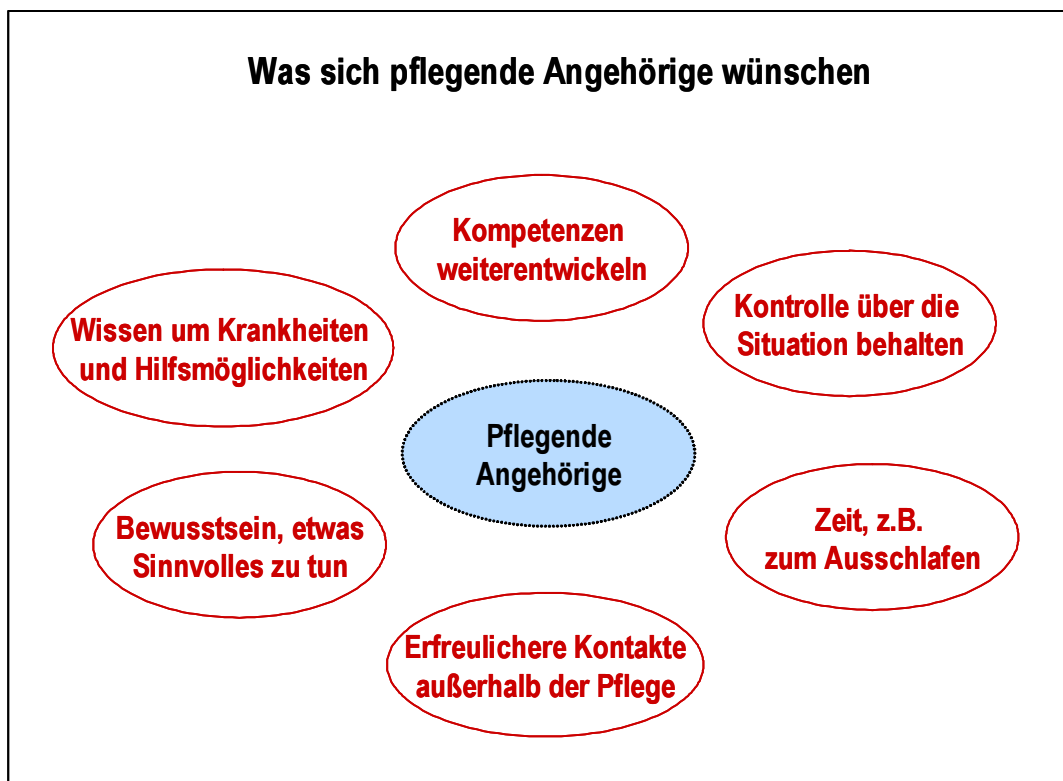 Was sich pflegende Angehörige wünschen
Kompetenzen
weiterentwickeln
Kontrolle über die
Situation behalten
Wissen um Krankheiten
und Hilfsmöglichkeiten
Pflegende
Angehörige
Bewusstsein, etwas
Sinnvolles zu tun
Zeit, z.B.
zum Ausschlafen
Erfreulichere Kontakte
außerhalb der Pflege